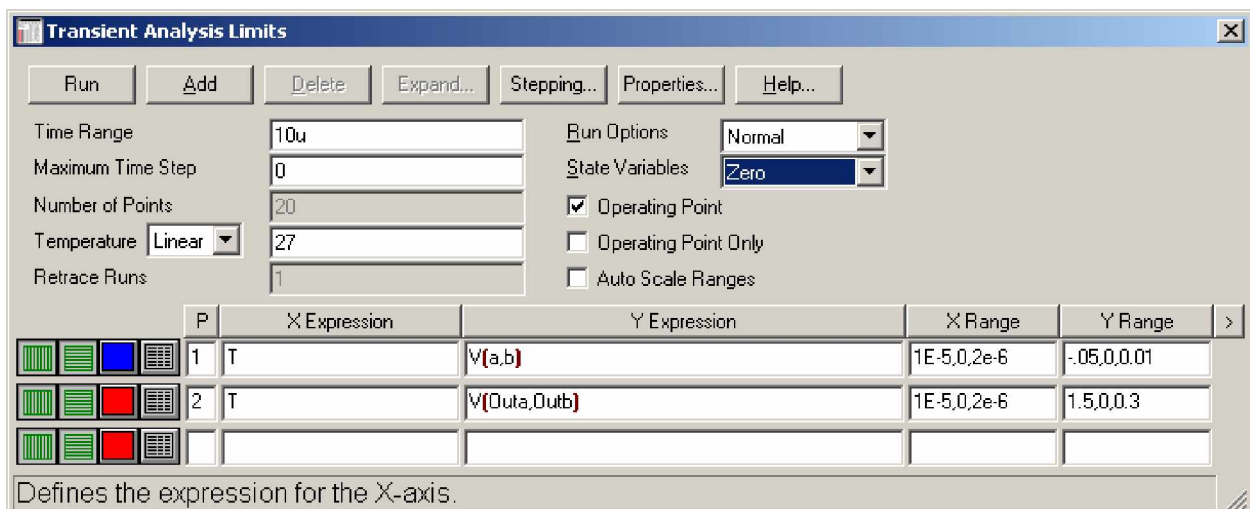 Transient Analysis Limits
Run Add Delete Expand... Stepping... Properties... Help...
Time Range 10u Run Options Normal
Maximum Time Step 0 State Variables Zero
Number of Points 20 Operating Point
Temperature Linear 27 Operating Point Only
Retrace Runs 1 Auto Scale Ranges
P X Expression Y Expression X Range Y Range >
1 T V(a,b) 1E-5,0,2e-6 -.05,0,0.01
2 T V(Outa,Outb) 1E-5,0,2e-6 1.5,0,0.3
Defines the expression for the X-axis.